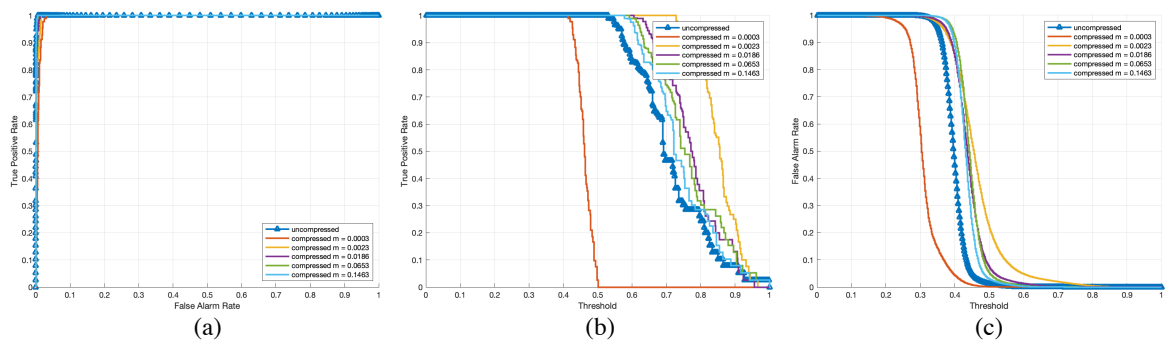 1
0.9
0.8
0.7
0.6
0.5
0.4
0.3
0.2
0.1
0
True Positive Rate
0 0.1 0.2 0.3 0.4 0.5 0.6 0.7 0.8 0.9 1
False Alarm Rate
uncompressed
compressed m = 0.0003
compressed m = 0.0023
compressed m = 0.0186
compressed m = 0.0653
compressed m = 0.1463
(a)
1
0.9
0.8
0.7
0.6
0.5
0.4
0.3
0.2
0.1
0
True Positive Rate
0 0.1 0.2 0.3 0.4 0.5 0.6 0.7 0.8 0.9 1
Threshold
uncompressed
compressed m = 0.0003
compressed m = 0.0023
compressed m = 0.0186
compressed m = 0.0653
compressed m = 0.1463
(b)
1
0.9
0.8
0.7
0.6
0.5
0.4
0.3
0.2
0.1
0
False Alarm Rate
0 0.1 0.2 0.3 0.4 0.5 0.6 0.7 0.8 0.9 1
Threshold
uncompressed
compressed m = 0.0003
compressed m = 0.0023
compressed m = 0.0186
compressed m = 0.0653
compressed m = 0.1463
(c)